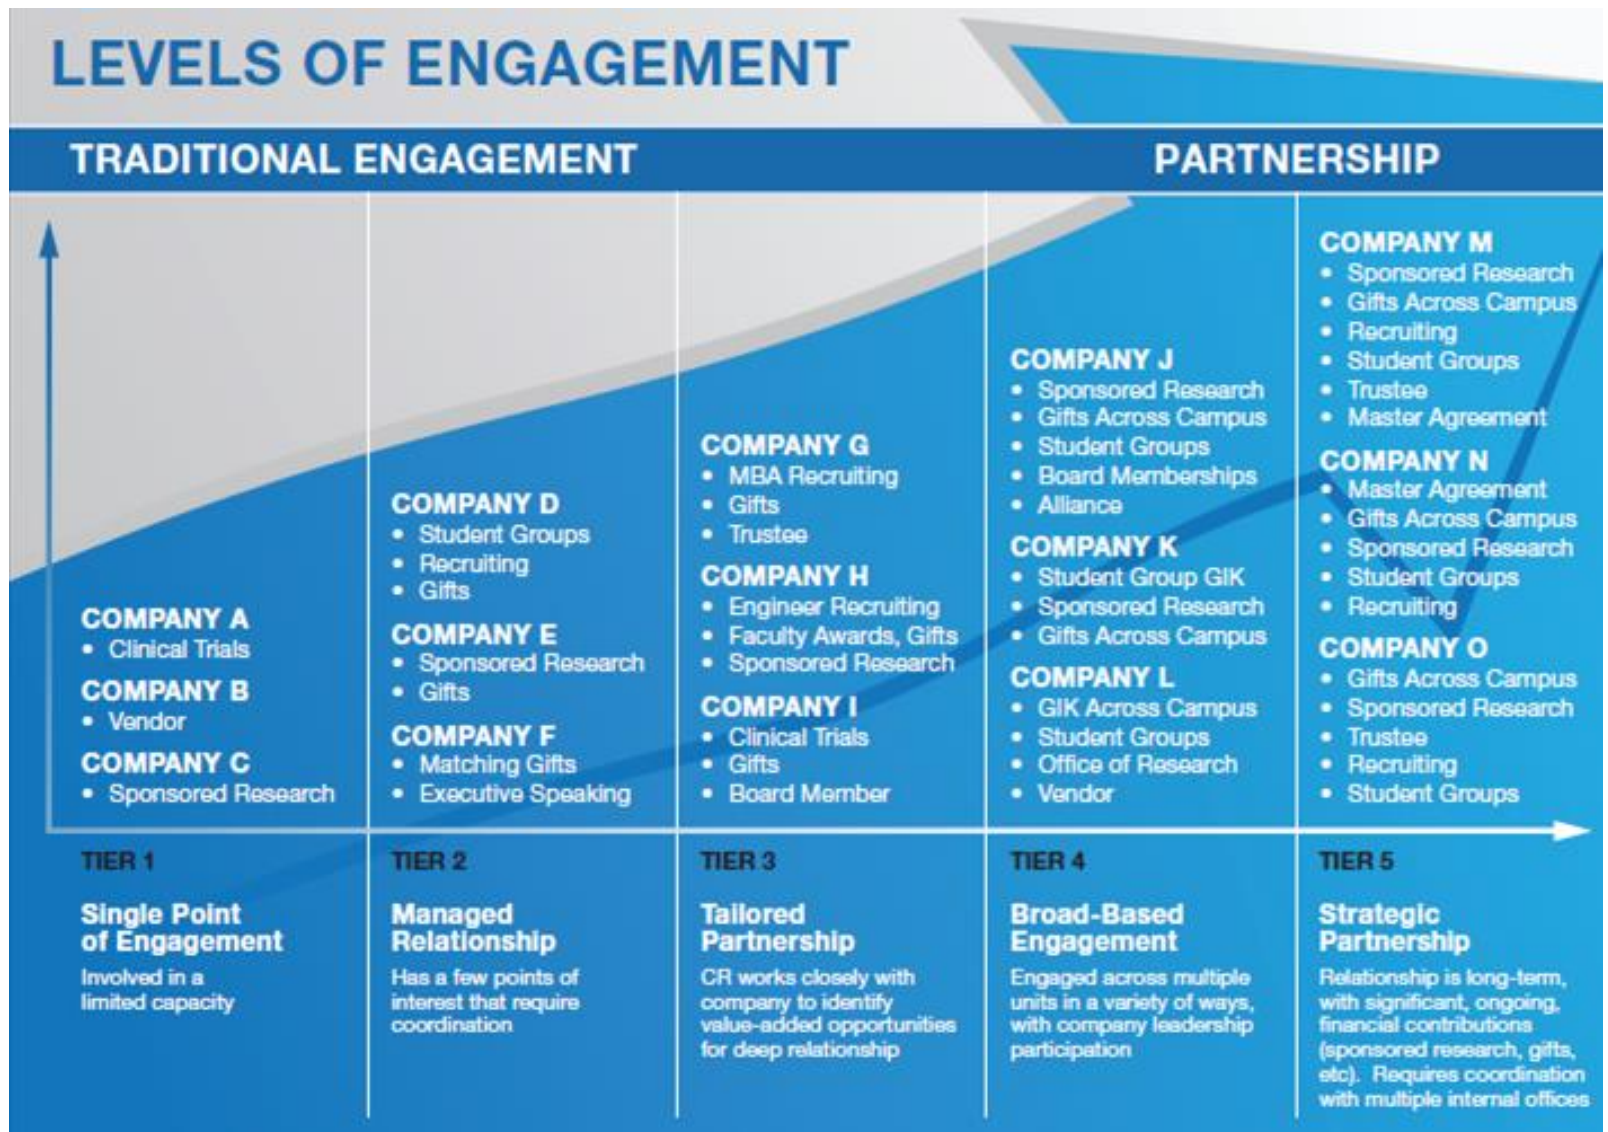 LEVELS OF ENGAGEMENT
TRADITIONAL ENGAGEMENT
PARTNERSHIP
COMPANY A
• Clinical Trials
COMPANY B
• Vendor
COMPANY C
• Sponsored Research
TIER 1
Single Point
of Engagement
Involved in a
limited capacity
COMPANY D
• Student Groups
• Recruiting
• Gifts
COMPANY E
• Sponsored Research
• Gifts
COMPANY F
• Matching Gifts
• Executive Speaking
TIER 2
Managed
Relationship
Has a few points of
interest that require
coordination
COMPANY G
• MBA Recruiting
• Gifts
• Trustee
COMPANY H
• Engineer Recruiting
• Faculty Awards, Gifts
• Sponsored Research
COMPANY I
• Clinical Trials
• Gifts
• Board Member
TIER 3
Tailored
Partnership
CR works closely with
company to identify
value-added opportunities
for deep relationship
COMPANY J
• Sponsored Research
• Gifts Across Campus
• Student Groups
• Board Memberships
• Alliance
COMPANY K
• Student Group GIK
• Sponsored Research
• Gifts Across Campus
COMPANY L
• GIK Across Campus
• Student Groups
• Office of Research
• Vendor
TIER 4
Broad-Based
Engagement
Engaged across multiple
units in a variety of ways,
with company leadership
participation
COMPANY M
• Sponsored Research
• Gifts Across Campus
• Recruiting
• Student Groups
• Trustee
• Master Agreement
COMPANY N
• Master Agreement
• Gifts Across Campus
• Sponsored Research
• Student Groups
• Recruiting
COMPANY O
• Gifts Across Campus
• Sponsored Research
• Trustee
• Recruiting
• Student Groups
TIER 5
Strategic
Partnership
Relationship is long-term,
with significant, ongoing,
financial contributions
(sponsored research, gifts,
etc). Requires coordination
with multiple internal offices